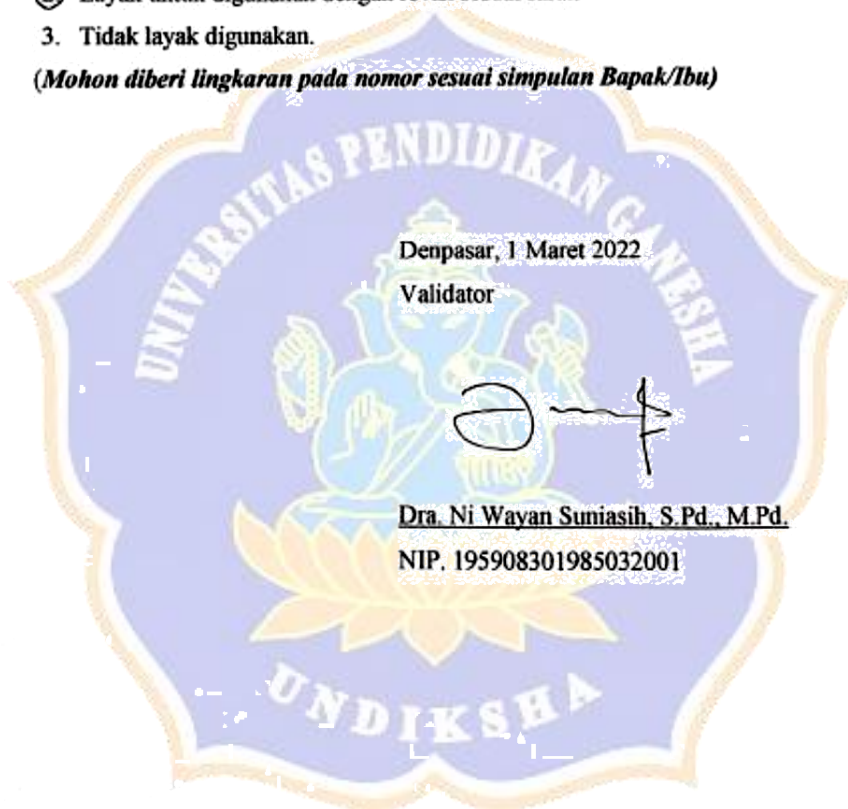 3. Tidak layak digunakan.
(Mohon diberi lingkaran pada nomor sesuai simpulan Bapak/Ibu)
UNIVERSITAS PENDIDIKAN GANESHA
Denpasar, 1 Maret 2022
Validator
Dra. Ni Wayan Suniasih, S.Pd., M.Pd.
NIP. 195908301985032001
UNDIKSHA